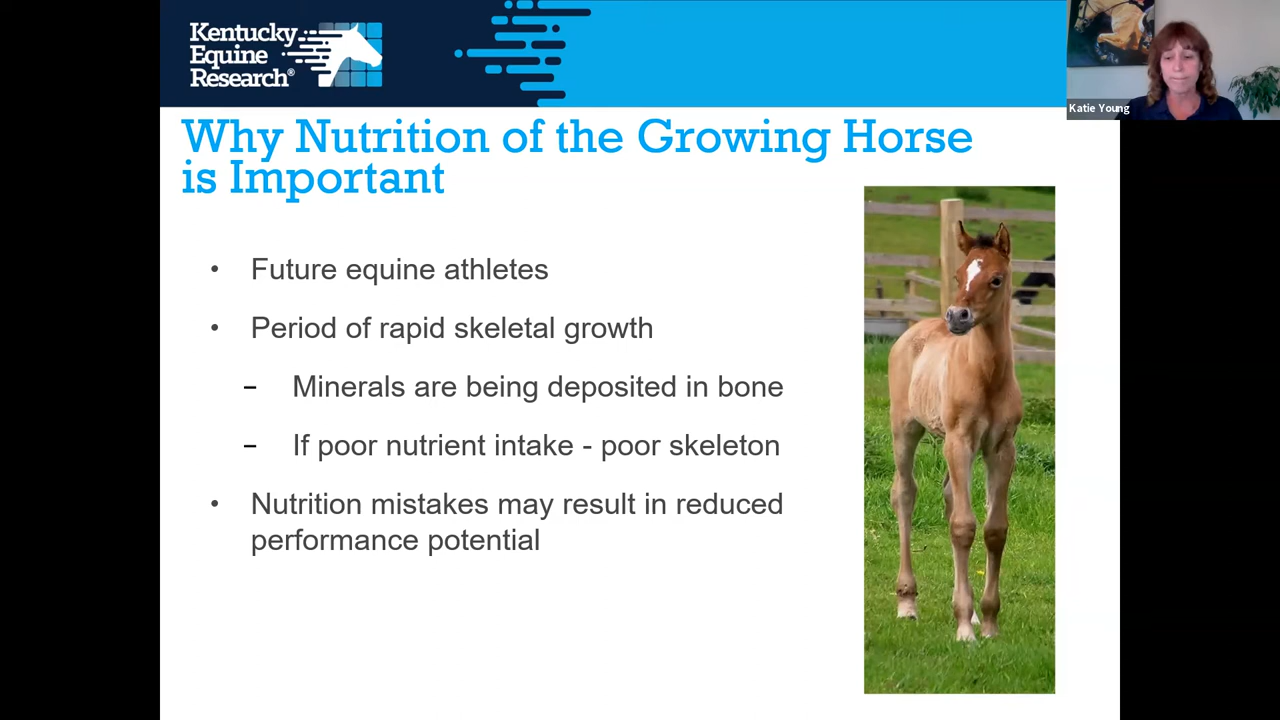 Kentucky
Equine
Research®
Katie Young
Why Nutrition of the Growing Horse
is Important
• Future equine athletes
• Period of rapid skeletal growth
– Minerals are being deposited in bone
– If poor nutrient intake - poor skeleton
• Nutrition mistakes may result in reduced
performance potential